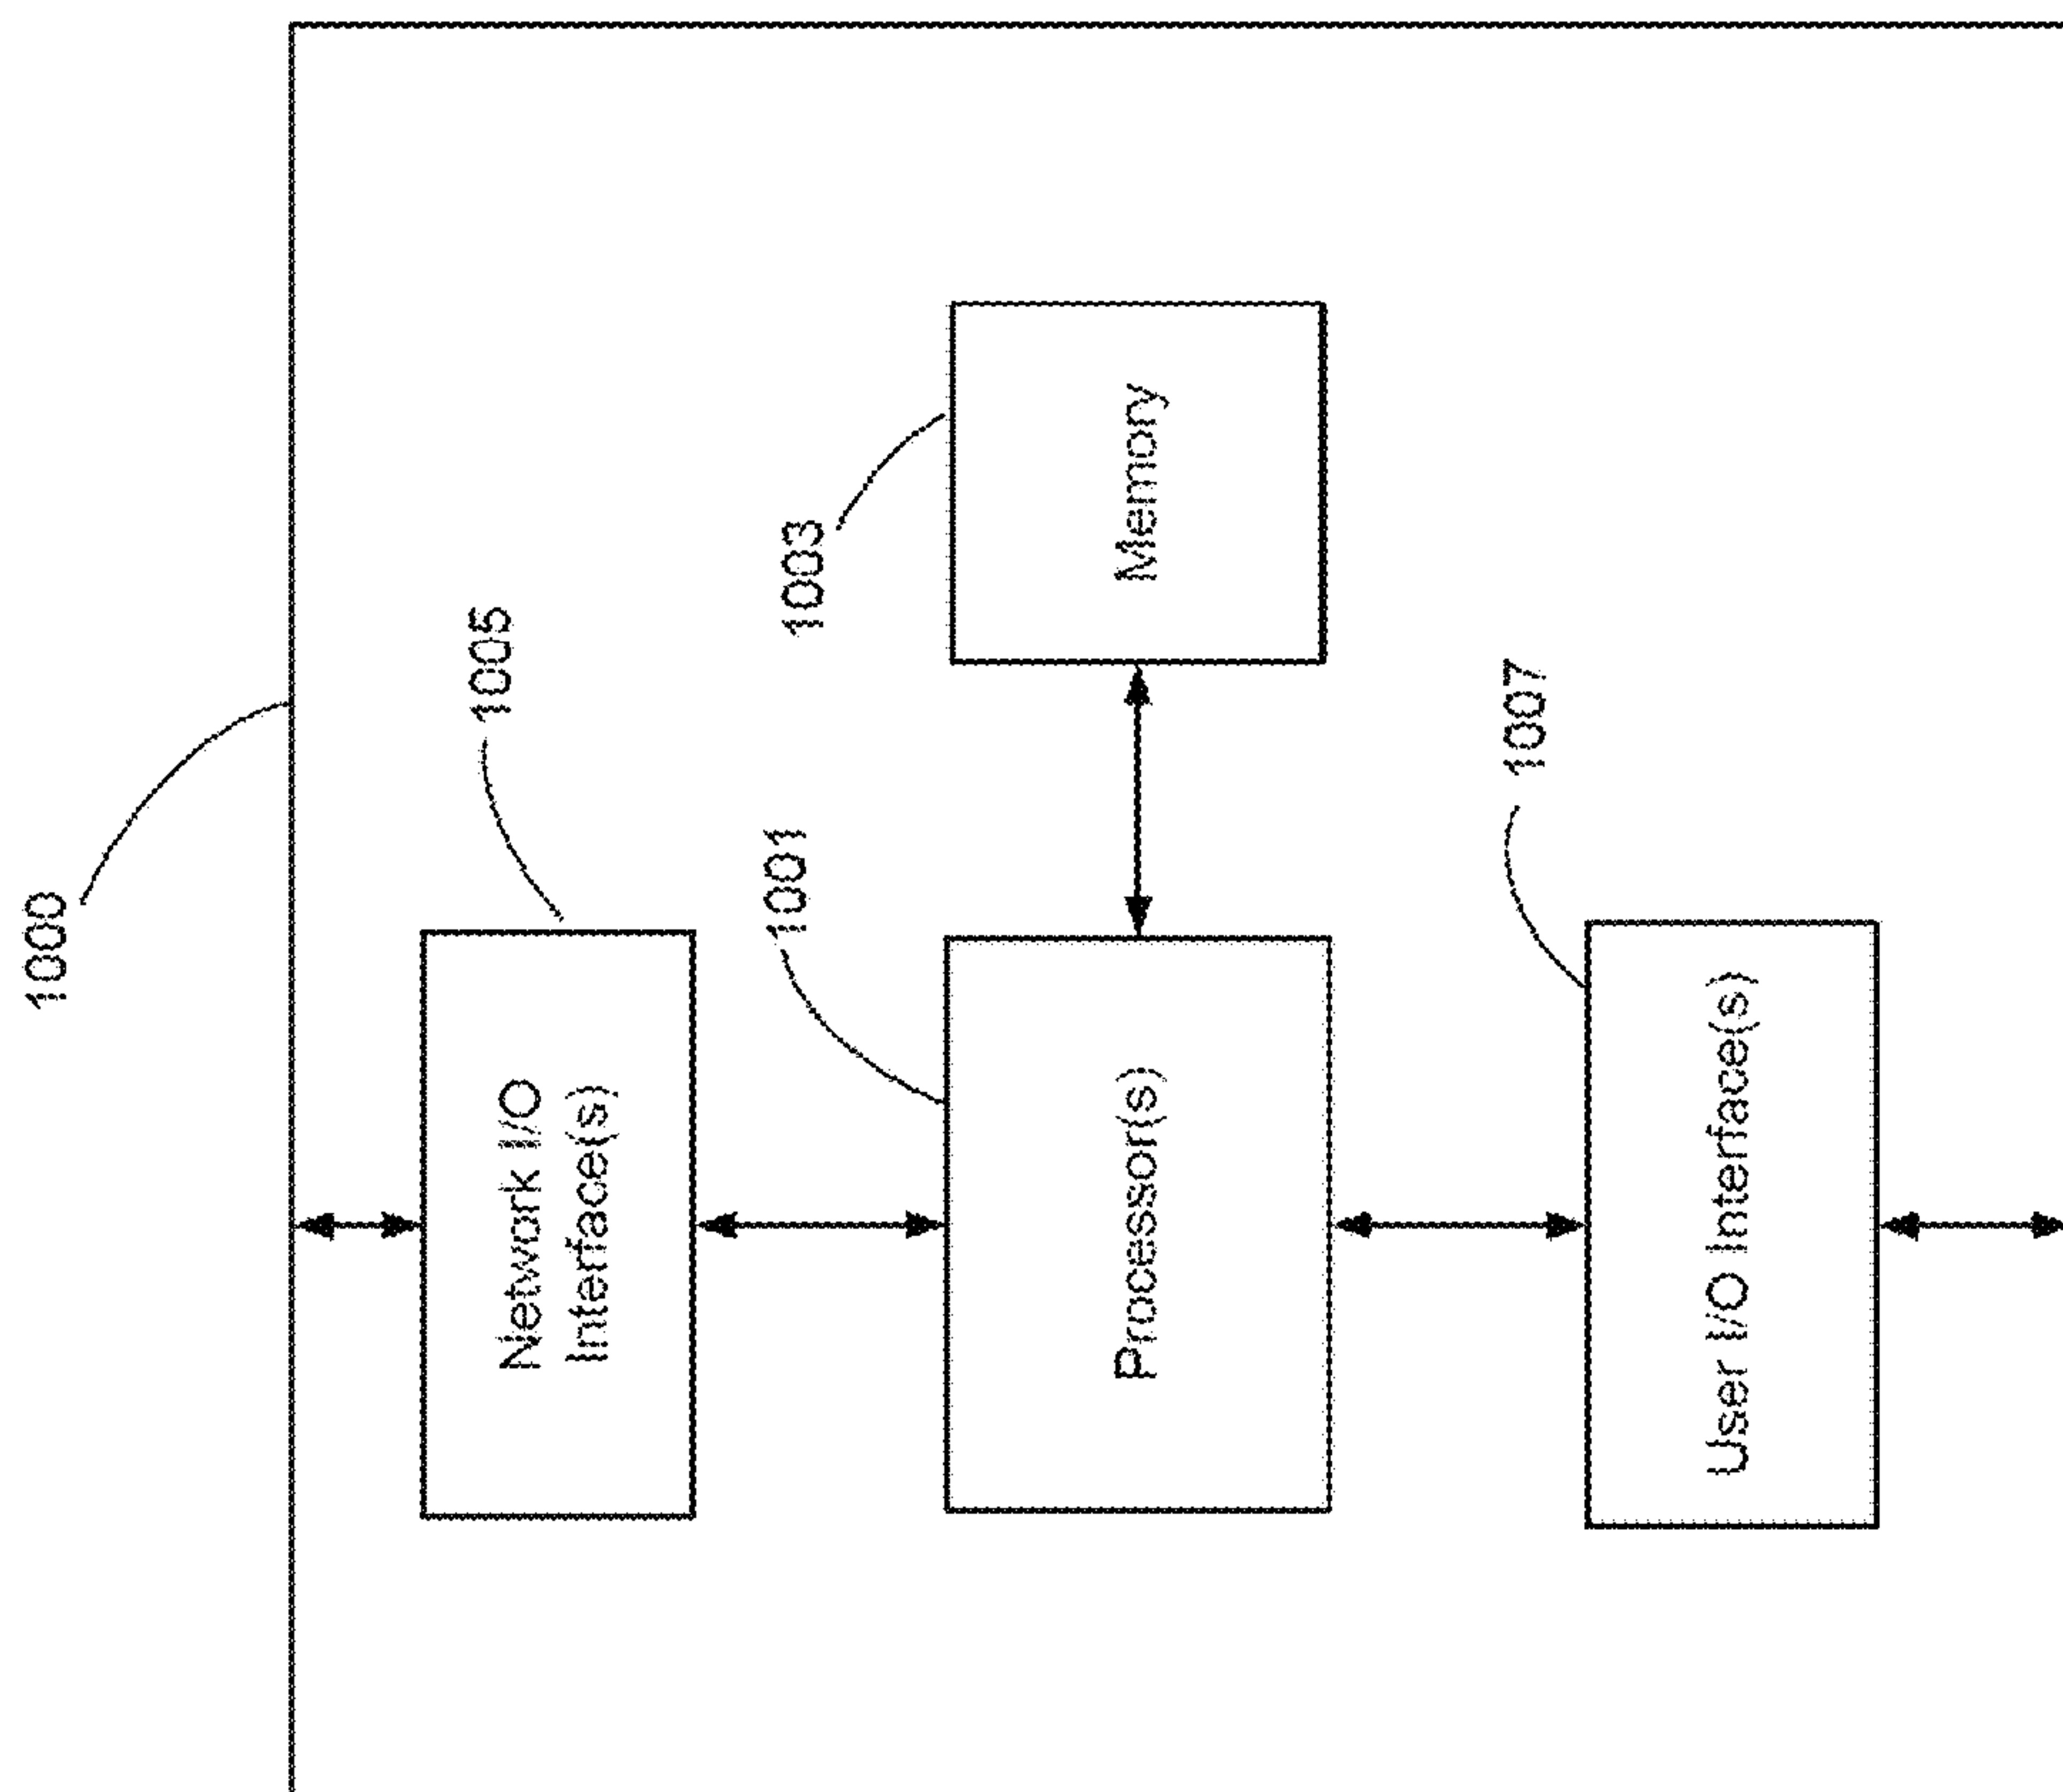 1000
1005
Network I/O
Interface(s)
1001
Processor(s)
1003
Memory
1007
User I/O Interface(s)